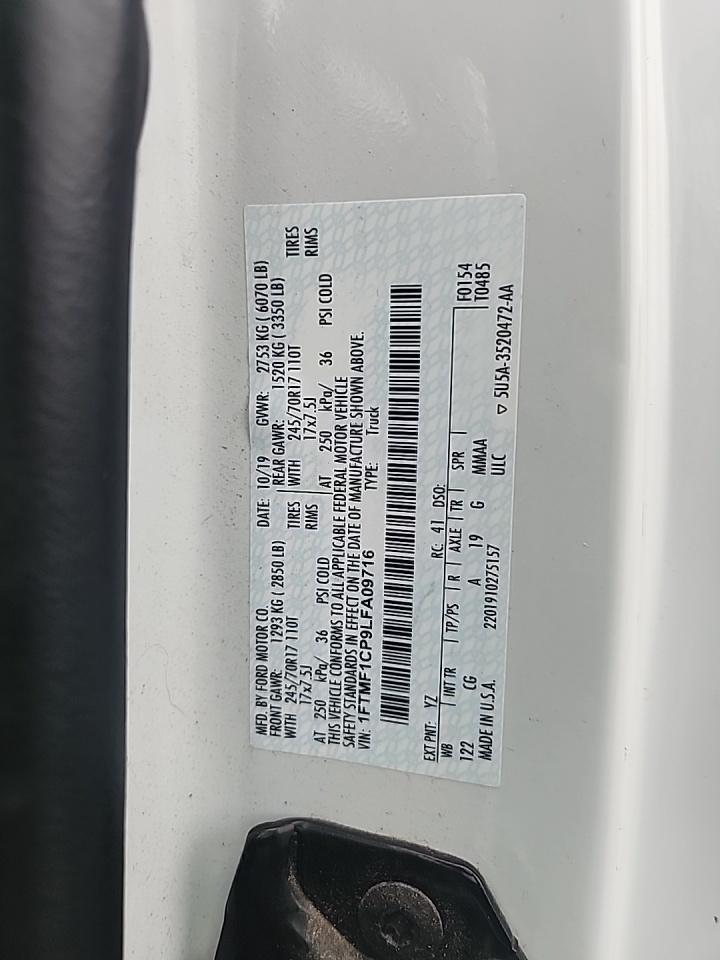 MFD. BY FORD MOTOR CO. DATE: 10/19 GVWR: 2753 KG ( 6070 LB)
FRONT GAWR: 1293 KG ( 2850 LB) REAR GAWR: 1520 KG ( 3350 LB)
WITH 245/70R17 110T TIRES WITH 245/70R17 110T TIRES
17x7.5J RIMS 17x7.5J RIMS
AT 250 kPa/ 36 PSI COLD AT 250 kPa/ 36 PSI COLD
THIS VEHICLE CONFORMS TO ALL APPLICABLE FEDERAL MOTOR VEHICLE
SAFETY STANDARDS IN EFFECT ON THE DATE OF MANUFACTURE SHOWN ABOVE.
VIN: 1FTMF1CP9LFA09716 TYPE: Truck
F0154
T0485
EXT PNT: YZ RC: 41 DSO:
WB INT TR TP/PS R AXLE TR SPR
122 CG A 19 G MMAA
MADE IN U.S.A. 2201910275157 ULC
▽ 5U5A-3520472-AA